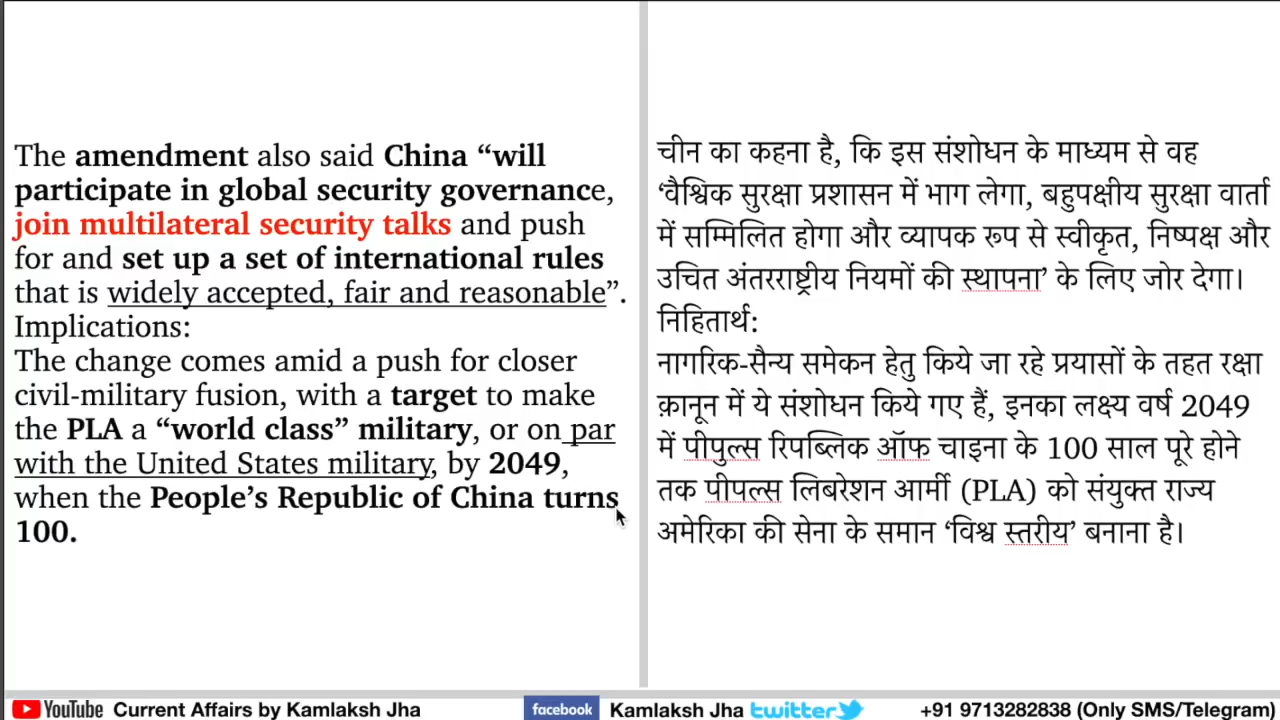 The amendment also said China “will
participate in global security governance,
join multilateral security talks and push
for and set up a set of international rules
that is widely accepted, fair and reasonable”.
Implications:
The change comes amid a push for closer
civil-military fusion, with a target to make
the PLA a “world class” military, or on par
with the United States military, by 2049,
when the People’s Republic of China turns
100.
चीन का कहना है, कि इस संशोधन के माध्यम से वह
‘वैश्विक सुरक्षा प्रशासन में भाग लेगा, बहुपक्षीय सुरक्षा वार्ता
में सम्मिलित होगा और व्यापक रूप से स्वीकृत, निष्पक्ष और
उचित अंतरराष्ट्रीय नियमों की स्थापना’ के लिए जोर देगा।
निहितार्थ:
नागरिक-सैन्य समेकन हेतु किये जा रहे प्रयासों के तहत रक्षा
क़ानून में ये संशोधन किये गए हैं, इनका लक्ष्य वर्ष 2049
में पीपुल्स रिपब्लिक ऑफ चाइना के 100 साल पूरे होने
तक पीपल्स लिबरेशन आर्मी (PLA) को संयुक्त राज्य
अमेरिका की सेना के समान ‘विश्व स्तरीय’ बनाना है।
YouTube Current Affairs by Kamlaksh Jha facebook Kamlaksh Jha twitter +91 9713282838 (Only SMS/Telegram)